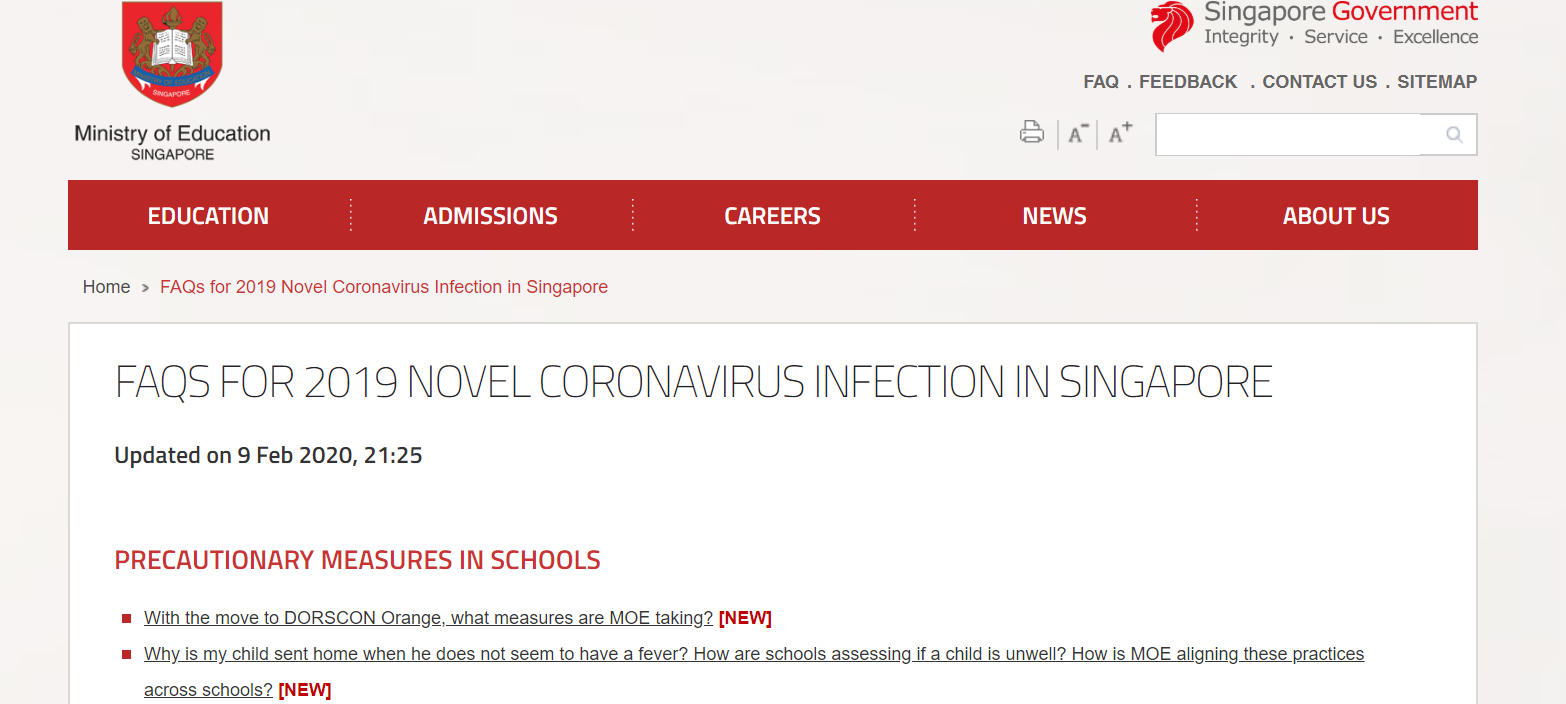 MINISTRY OF EDUCATION
SINGAPORE
Ministry of Education
SINGAPORE
Singapore Government
Integrity · Service · Excellence
FAQ . FEEDBACK . CONTACT US . SITEMAP
A- A+
EDUCATION ADMISSIONS CAREERS NEWS ABOUT US
Home > FAQs for 2019 Novel Coronavirus Infection in Singapore
FAQS FOR 2019 NOVEL CORONAVIRUS INFECTION IN SINGAPORE
Updated on 9 Feb 2020, 21:25
PRECAUTIONARY MEASURES IN SCHOOLS
With the move to DORSCON Orange, what measures are MOE taking? [NEW]
Why is my child sent home when he does not seem to have a fever? How are schools assessing if a child is unwell? How is MOE aligning these practices
across schools? [NEW]